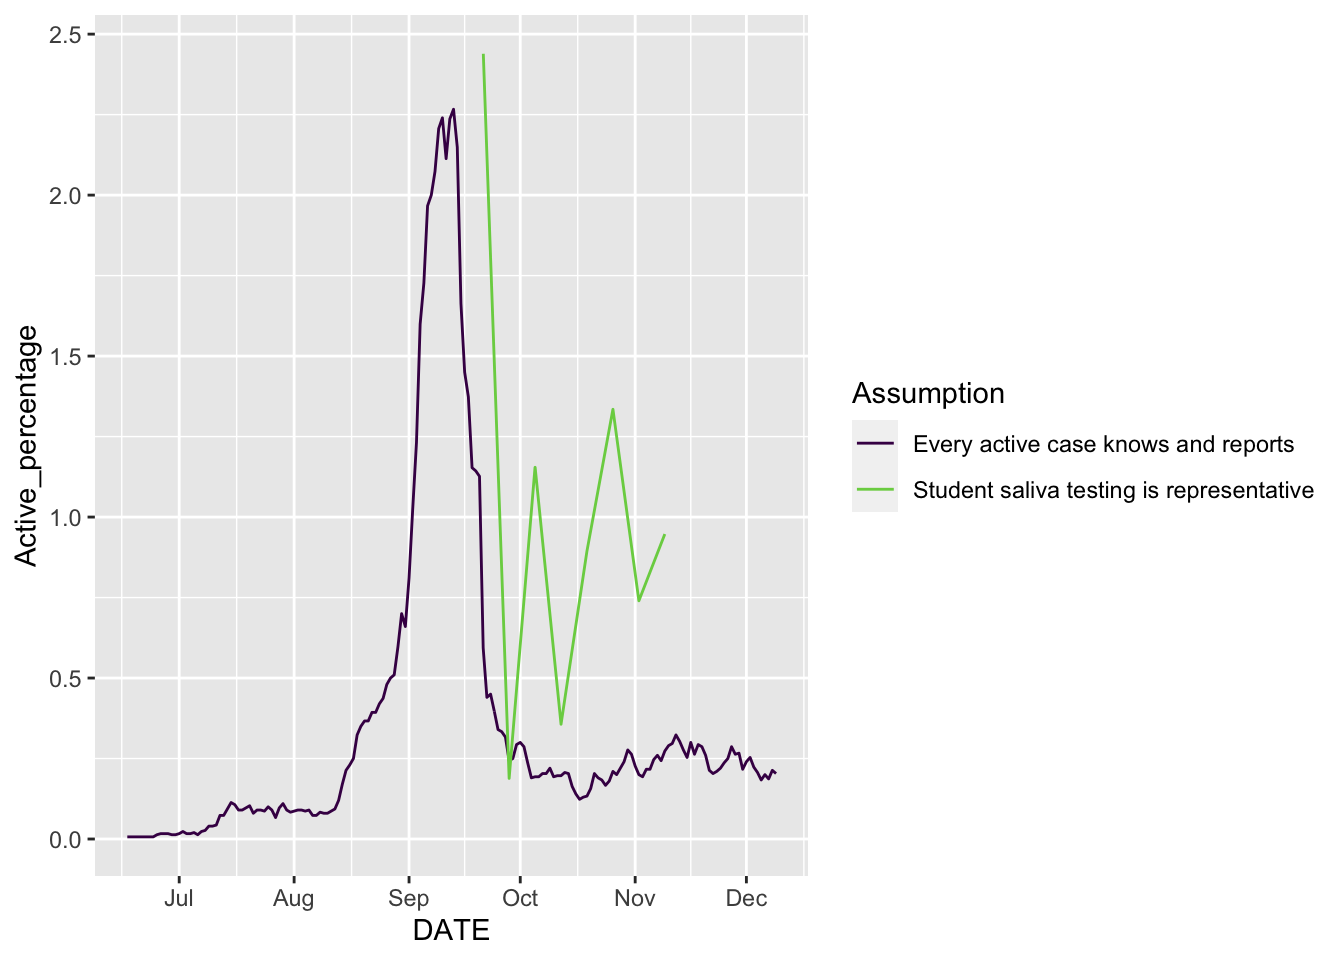 2.5
2.0
1.5
1.0
0.5
0.0
Active_percentage
Jul Aug Sep Oct Nov Dec
DATE
Assumption
Every active case knows and reports
Student saliva testing is representative